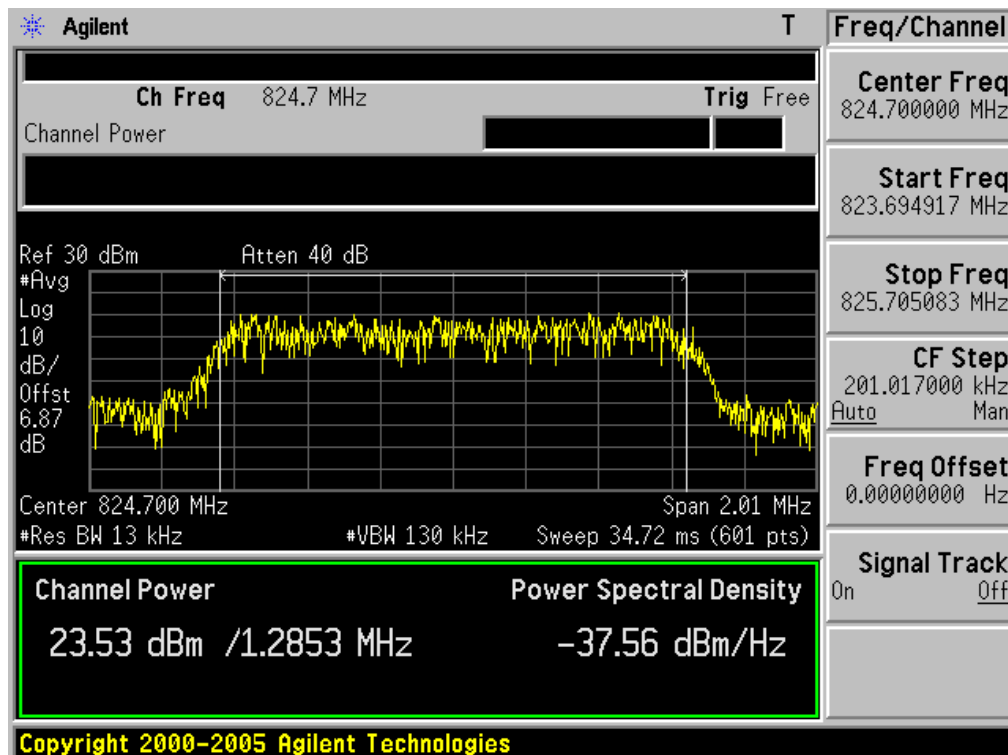 Agilent T Freq/Channel
Ch Freq 824.7 MHz Trig Free
Channel Power
Center Freq
824.700000 MHz
Start Freq
823.694917 MHz
Stop Freq
825.705083 MHz
CF Step
201.017000 kHz
Auto Man
Freq Offset
0.00000000 Hz
Signal Track
On Off
Ref 30 dBm Atten 40 dB
#Avg
Log
10
dB/
Offst
6.87
dB
Center 824.700 MHz Span 2.01 MHz
#Res BW 13 kHz #VBW 130 kHz Sweep 34.72 ms (601 pts)
Channel Power Power Spectral Density
23.53 dBm /1.2853 MHz -37.56 dBm/Hz
Copyright 2000-2005 Agilent Technologies